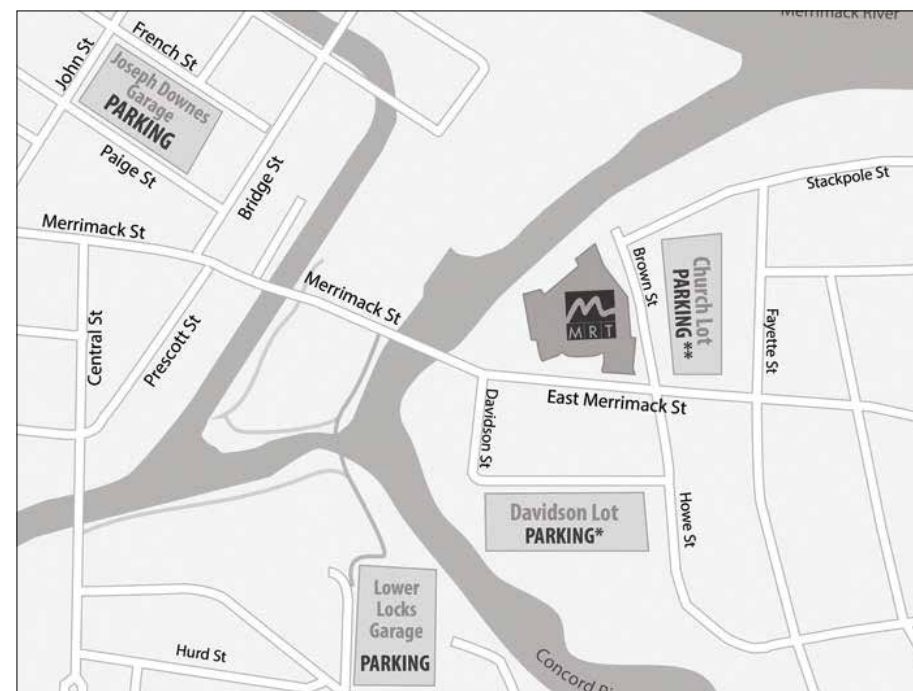 Merrimack River
French St
John St
Joseph Downes
Garage
PARKING
Paige St
Bridge St
Stackpole St
Merrimack St
Brown St
Church Lot
PARKING **
Merrimack St
MRT
Central St
Prescott St
Fayette St
East Merrimack St
Davidson St
Davidson Lot
PARKING*
Howe St
Lower
Locks
Garage
PARKING
Hurd St
Concord